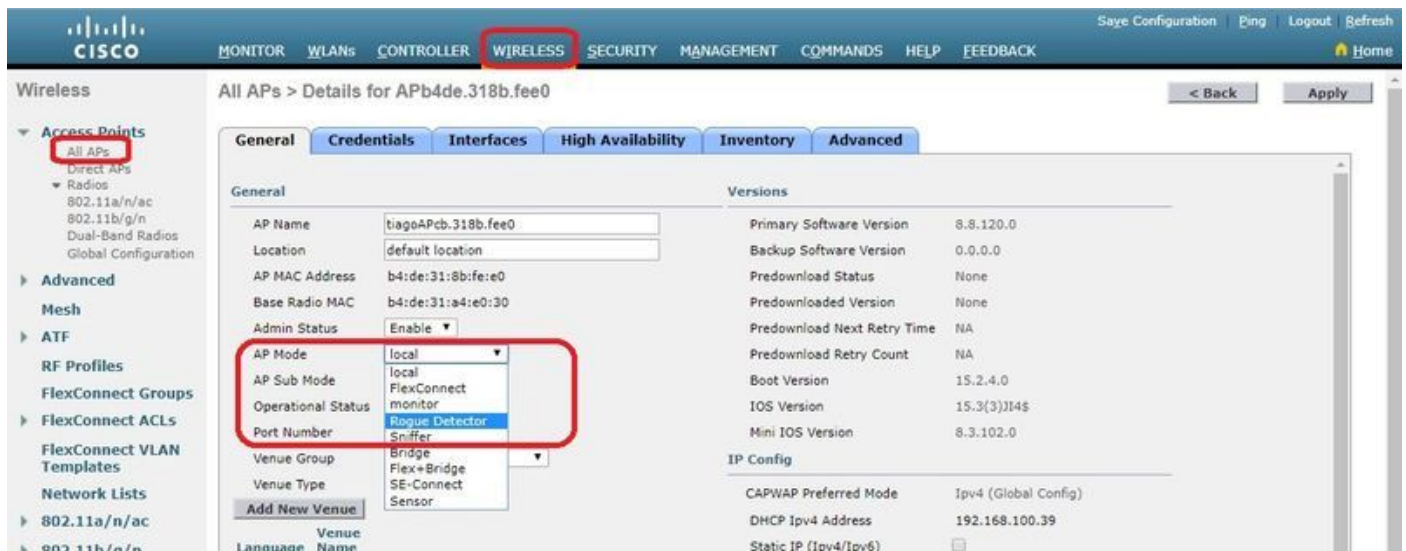 Save Configuration Ping Logout Refresh
CISCO
MONITOR WLANs CONTROLLER WIRELESS SECURITY MANAGEMENT COMMANDS HELP FEEDBACK Home
Wireless
Access Points
All APs
Direct APs
Radios
802.11a/n/ac
802.11b/g/n
Dual-Band Radios
Global Configuration
Advanced
Mesh
ATF
RF Profiles
FlexConnect Groups
FlexConnect ACLs
FlexConnect VLAN
Templates
Network Lists
802.11a/n/ac
802.11b/g/n
All APs > Details for APb4de.318b.fee0
< Back Apply
General Credentials Interfaces High Availability Inventory Advanced
General
AP Name tiagoAPcb.318b.fee0
Location default location
AP MAC Address b4:de:31:8b:fe:e0
Base Radio MAC b4:de:31:a4:e0:30
Admin Status Enable
AP Mode local
AP Sub Mode
Operational Status
Port Number
Venue Group
Venue Type
local
FlexConnect
monitor
Rogue Detector
Sniffer
Bridge
Flex+Bridge
SE-Connect
Sensor
Add New Venue
Venue
Language Name
Versions
Primary Software Version 8.8.120.0
Backup Software Version 0.0.0.0
Predownload Status None
Predownloaded Version None
Predownload Next Retry Time NA
Predownload Retry Count NA
Boot Version 15.2.4.0
IOS Version 15.3(3)JI4$
Mini IOS Version 8.3.102.0
IP Config
CAPWAP Preferred Mode Ipv4 (Global Config)
DHCP Ipv4 Address 192.168.100.39
Static IP (Ipv4/Ipv6)